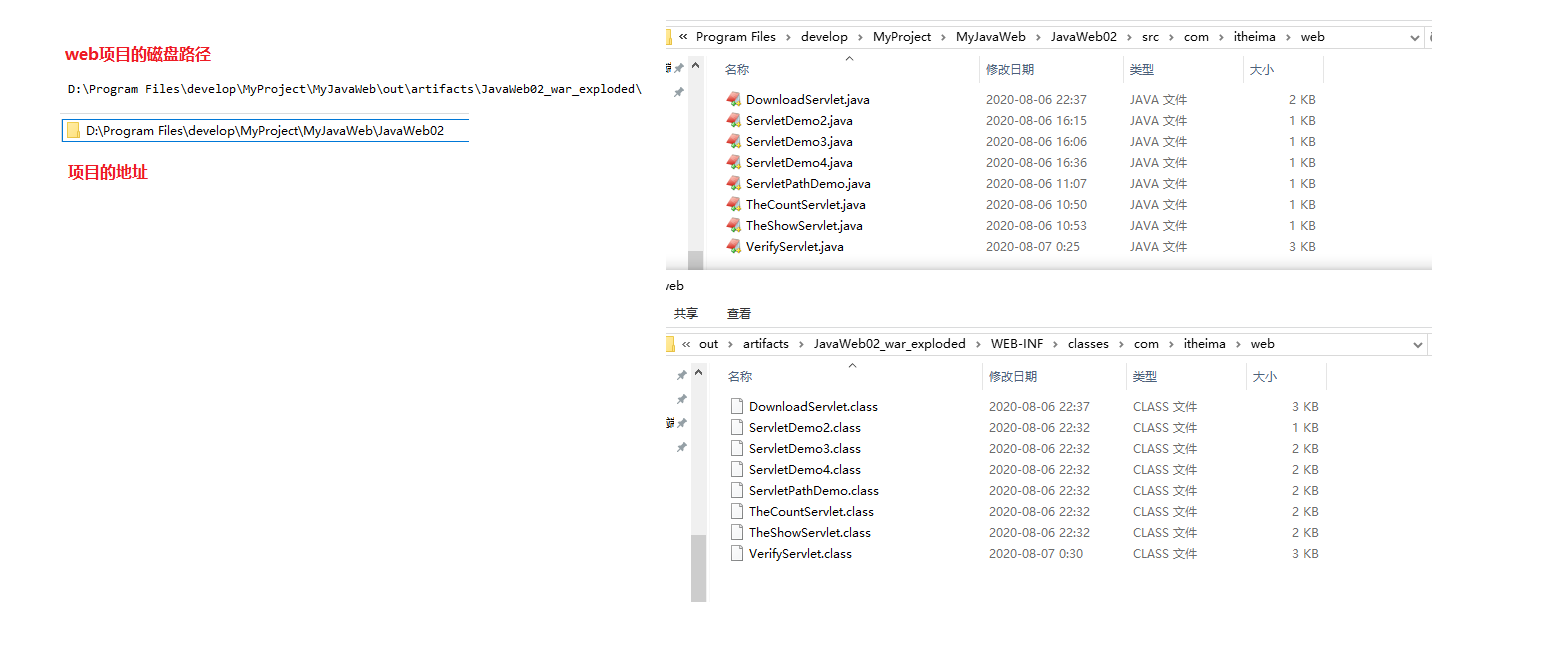 web项目的磁盘路径
D:\Program Files\develop\MyProject\MyJavaWeb\out\artifacts\JavaWeb02_war_exploded\
D:\Program Files\develop\MyProject\MyJavaWeb\JavaWeb02
项目的地址
« Program Files › develop › MyProject › MyJavaWeb › JavaWeb02 › src › com › itheima › web
名称 修改日期 类型 大小
DownloadServlet.java 2020-08-06 22:37 JAVA 文件 2 KB
ServletDemo2.java 2020-08-06 16:15 JAVA 文件 1 KB
ServletDemo3.java 2020-08-06 16:06 JAVA 文件 1 KB
ServletDemo4.java 2020-08-06 16:36 JAVA 文件 1 KB
ServletPathDemo.java 2020-08-06 11:07 JAVA 文件 1 KB
TheCountServlet.java 2020-08-06 10:50 JAVA 文件 1 KB
TheShowServlet.java 2020-08-06 10:53 JAVA 文件 1 KB
VerifyServlet.java 2020-08-07 0:25 JAVA 文件 3 KB
web
共享 查看
« out › artifacts › JavaWeb02_war_exploded › WEB-INF › classes › com › itheima › web
名称 修改日期 类型 大小
DownloadServlet.class 2020-08-06 22:37 CLASS 文件 3 KB
ServletDemo2.class 2020-08-06 22:32 CLASS 文件 1 KB
ServletDemo3.class 2020-08-06 22:32 CLASS 文件 2 KB
ServletDemo4.class 2020-08-06 22:32 CLASS 文件 2 KB
ServletPathDemo.class 2020-08-06 22:32 CLASS 文件 2 KB
TheCountServlet.class 2020-08-06 22:32 CLASS 文件 2 KB
TheShowServlet.class 2020-08-06 22:32 CLASS 文件 2 KB
VerifyServlet.class 2020-08-07 0:30 CLASS 文件 3 KB